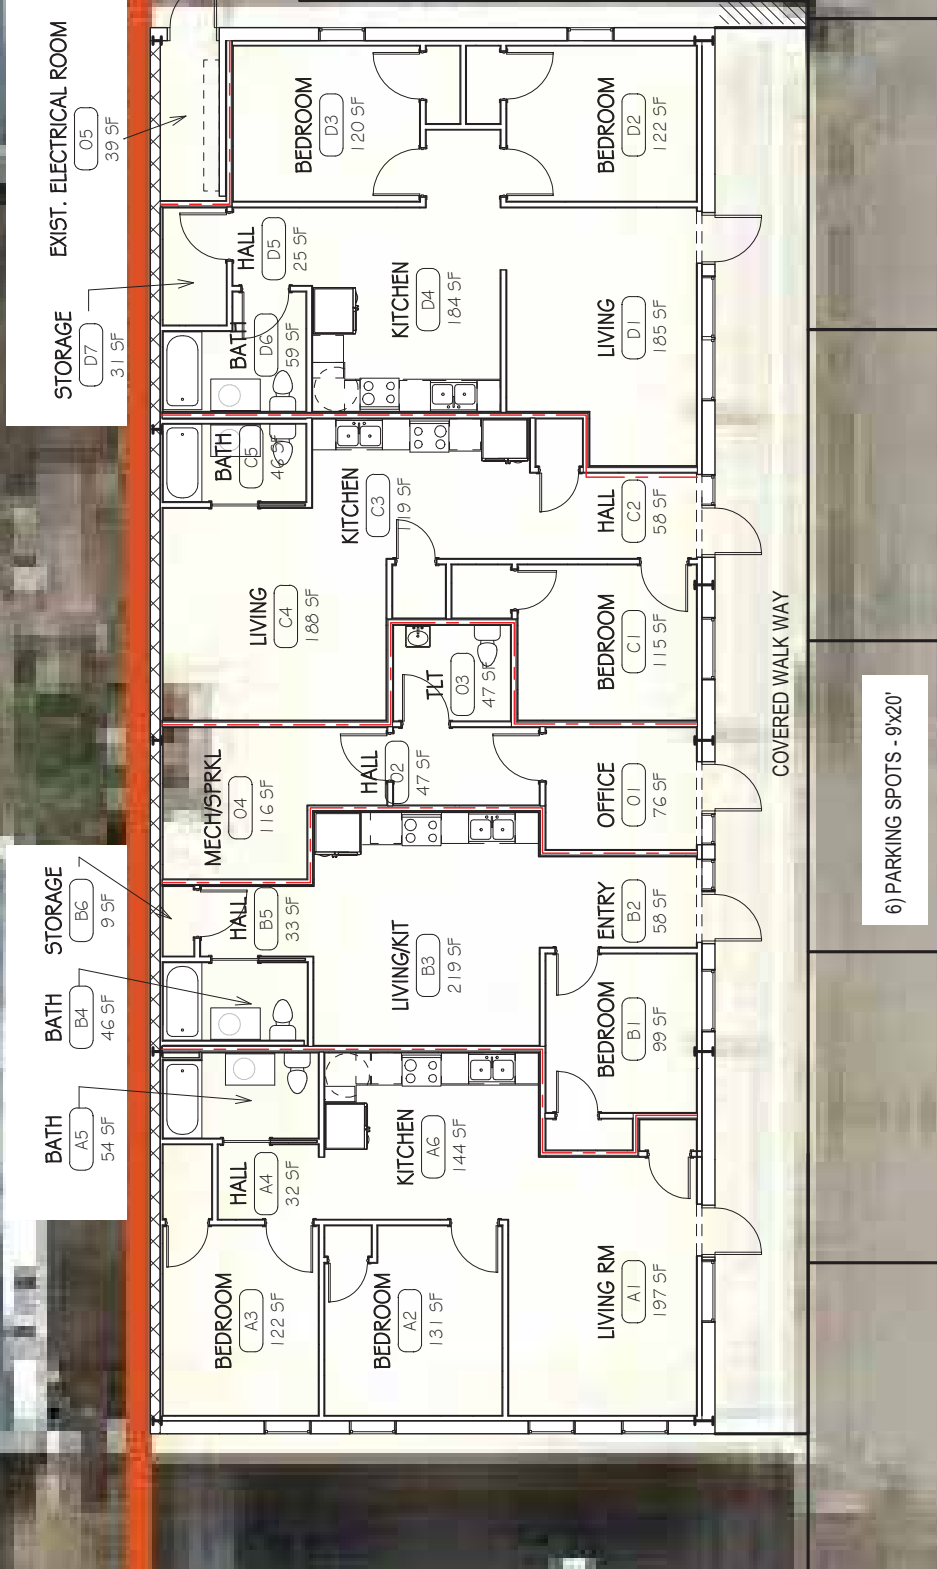 EXIST. ELECTRICAL ROOM
05
39 SF
STORAGE
D7
31 SF
BEDROOM
D3
120 SF
BEDROOM
D2
122 SF
HALL
D5
25 SF
BATH
D6
59 SF
KITCHEN
D4
184 SF
LIVING
D1
185 SF
BATH
C5
46 SF
KITCHEN
C3
19 SF
HALL
C2
58 SF
LIVING
C4
188 SF
BEDROOM
C1
115 SF
TLT
03
47 SF
MECH/SPRKL
04
116 SF
HALL
02
47 SF
OFFICE
01
76 SF
COVERED WALK WAY
6) PARKING SPOTS - 9'x20'
STORAGE
B6
9 SF
HALL
B5
33 SF
BATH
B4
46 SF
LIVING/KIT
B3
219 SF
ENTRY
B2
58 SF
BEDROOM
B1
99 SF
BATH
A5
54 SF
HALL
A4
32 SF
KITCHEN
A6
144 SF
BEDROOM
A3
122 SF
BEDROOM
A2
131 SF
LIVING RM
A1
197 SF